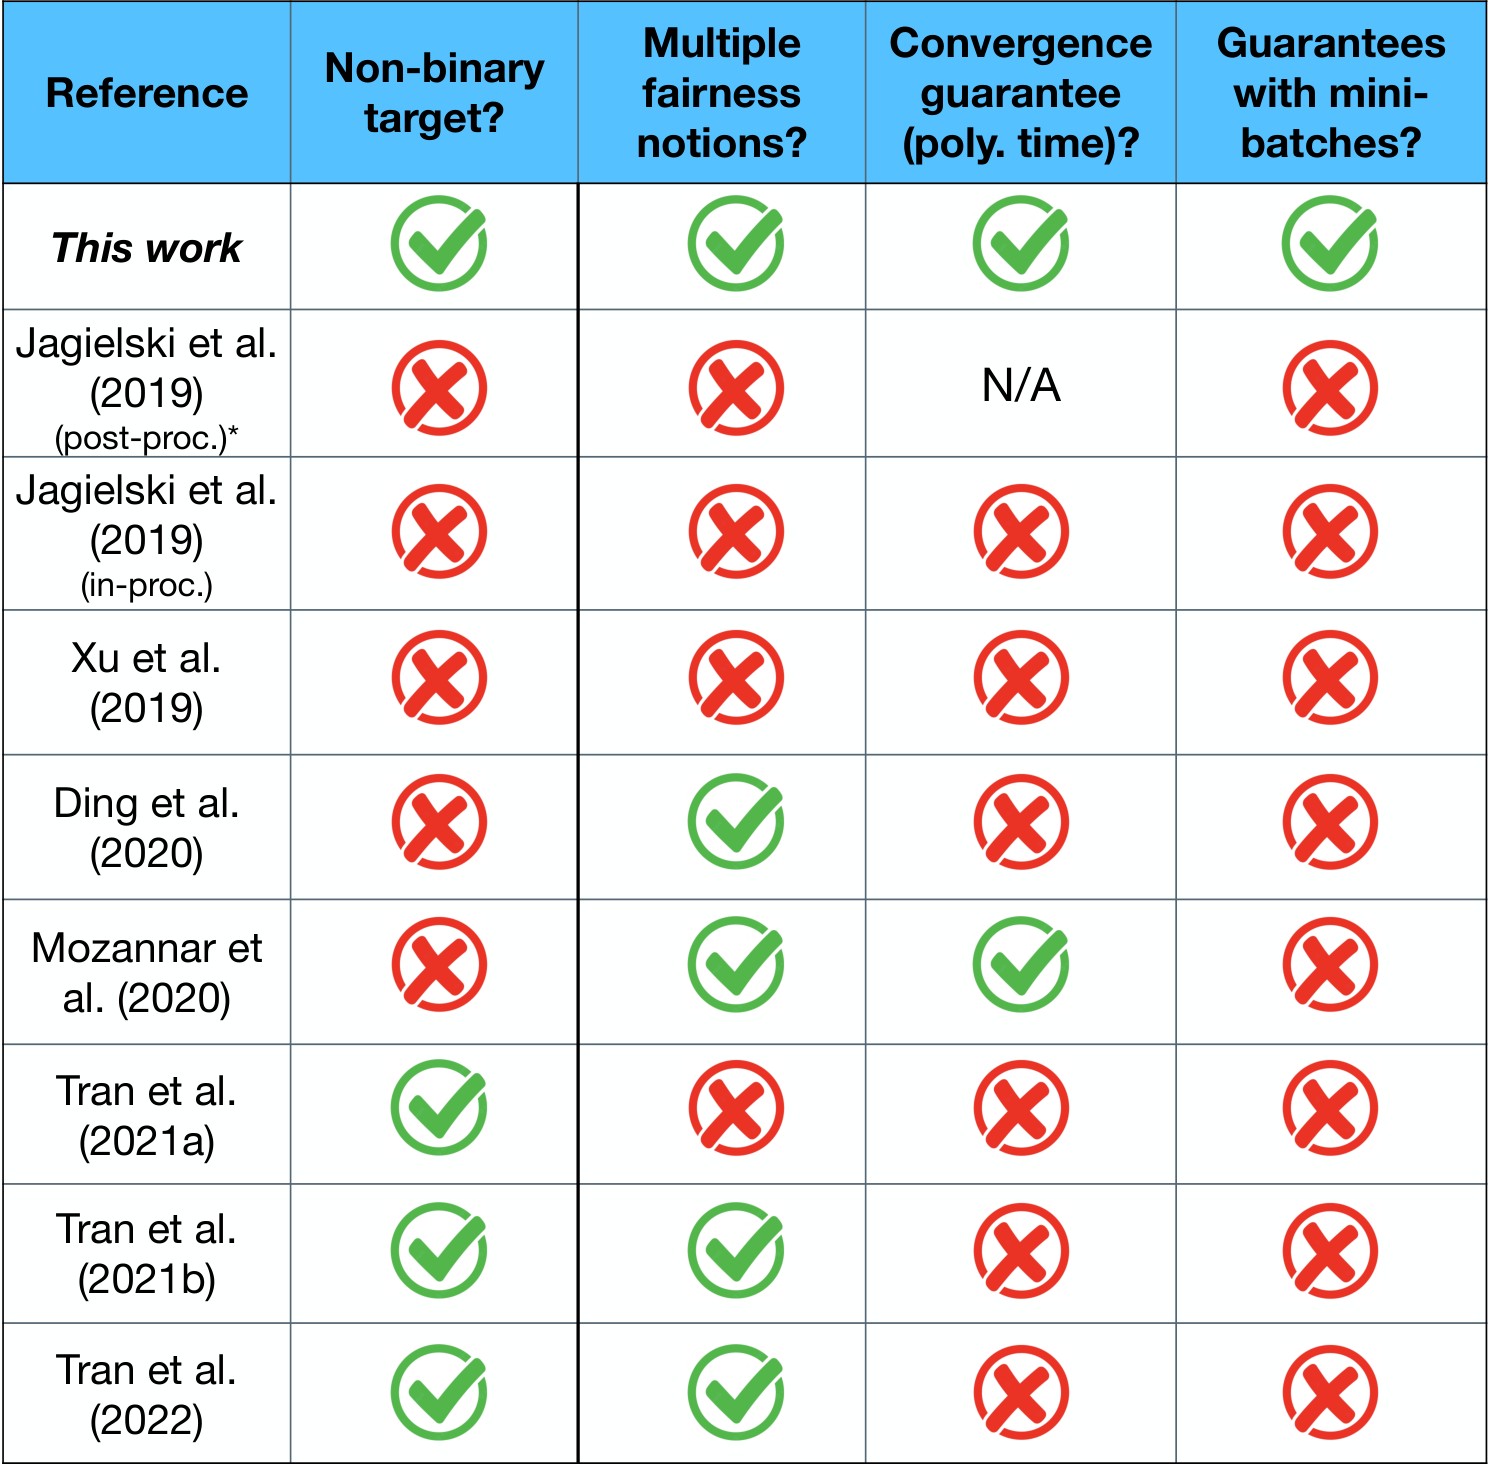 Reference
Non-binary
target?
Multiple
fairness
notions?
Convergence
guarantee
(poly. time)?
Guarantees
with mini-
batches?
This work
Jagielski et al.
(2019)
(post-proc.)*
N/A
Jagielski et al.
(2019)
(in-proc.)
Xu et al.
(2019)
Ding et al.
(2020)
Mozannar et
al. (2020)
Tran et al.
(2021a)
Tran et al.
(2021b)
Tran et al.
(2022)